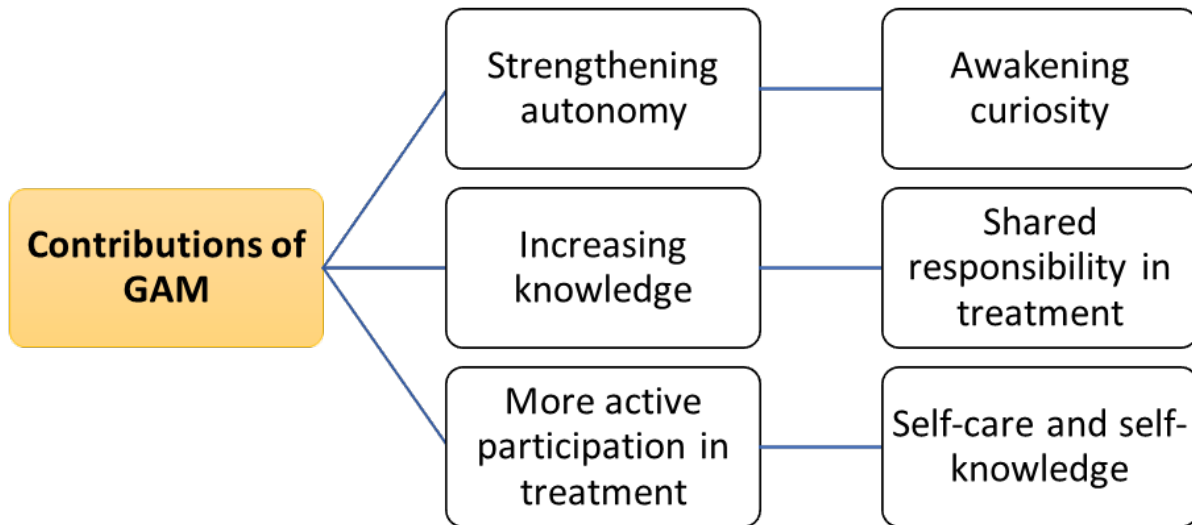 Contributions of
GAM
Strengthening
autonomy
Awakening
curiosity
Increasing
knowledge
Shared
responsibility in
treatment
More active
participation in
treatment
Self-care and self-
knowledge